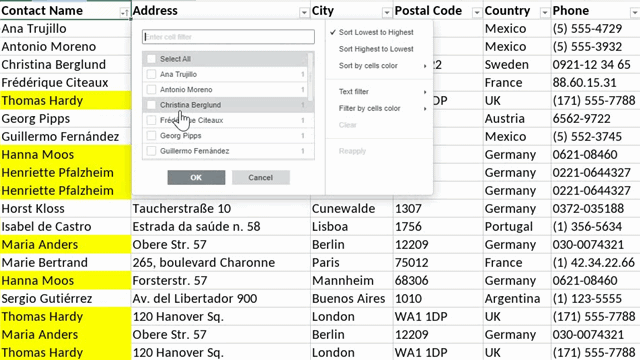 Contact Name Address City Postal Code Country Phone
Ana Trujillo Mexico (5) 555-4729
Antonio Moreno Mexico (5) 555-3932
Christina Berglund 22 Sweden 0921-12 34 65
Frédérique Citeaux France 88.60.15.31
Thomas Hardy DP UK (171) 555-7788
Georg Pipps Austria 6562-9722
Guillermo Fernández Mexico (5) 552-3745
Hanna Moos Germany 0621-08460
Henriette Pfalzheim Germany 0221-0644327
Henriette Pfalzheim Germany 0221-0644327
Horst Kloss Taucherstraße 10 Cunewalde 1307 Germany 0372-035188
Isabel de Castro Estrada da saúde n. 58 Lisboa 1756 Portugal (1) 356-5634
Maria Anders Obere Str. 57 Berlin 12209 Germany 030-0074321
Marie Bertrand 265, boulevard Charonne Paris 75012 France (1) 42.34.22.66
Hanna Moos Forsterstr. 57 Mannheim 68306 Germany 0621-08460
Sergio Gutiérrez Av. del Libertador 900 Buenos Aires 1010 Argentina (1) 123-5555
Thomas Hardy 120 Hanover Sq. London WA1 1DP UK (171) 555-7788
Maria Anders Obere Str. 57 Berlin 12209 Germany 030-0074321
Thomas Hardy 120 Hanover Sq. London WA1 1DP UK (171) 555-7788
Enter cell filter
Select All
Ana Trujillo 1
Antonio Moreno 1
Christina Berglund 1
Frédérique Citeaux 1
Georg Pipps 1
Guillermo Fernández 1
OK Cancel
Sort Lowest to Highest
Sort Highest to Lowest
Sort by cells color
Text filter
Filter by cells color
Clear
Reapply